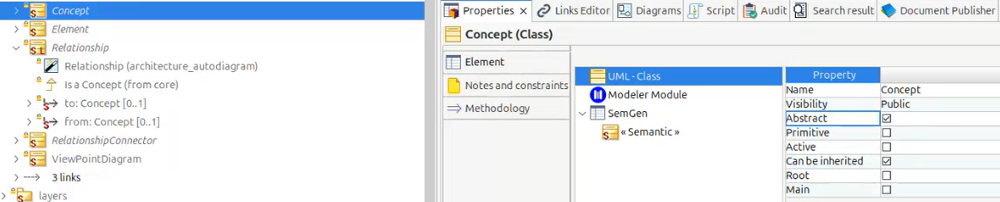 Concept
Element
Relationship
Relationship (architecture_autodiagram)
Is a Concept (from core)
to: Concept [0..1]
from: Concept [0..1]
RelationshipConnector
ViewPointDiagram
3 links
layers
Properties Links Editor Diagrams Script Audit Search result Document Publisher
Concept (Class)
Element
Notes and constraints
Methodology
UML - Class
Modeler Module
SemGen
« Semantic »
Property
Name Concept
Visibility Public
Abstract
Primitive
Active
Can be inherited
Root
Main